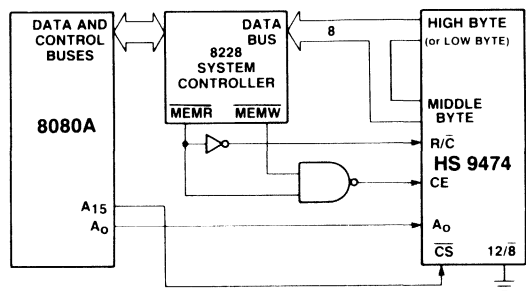 DATA AND
CONTROL
BUSES
8080A
A15
A0
DATA
BUS
8228
SYSTEM
CONTROLLER
MEMR MEMW
8
HIGH BYTE
(or LOW BYTE)
MIDDLE
BYTE
R/C̅
HS 9474
CE
A0
C̅S̅ 12/8̅